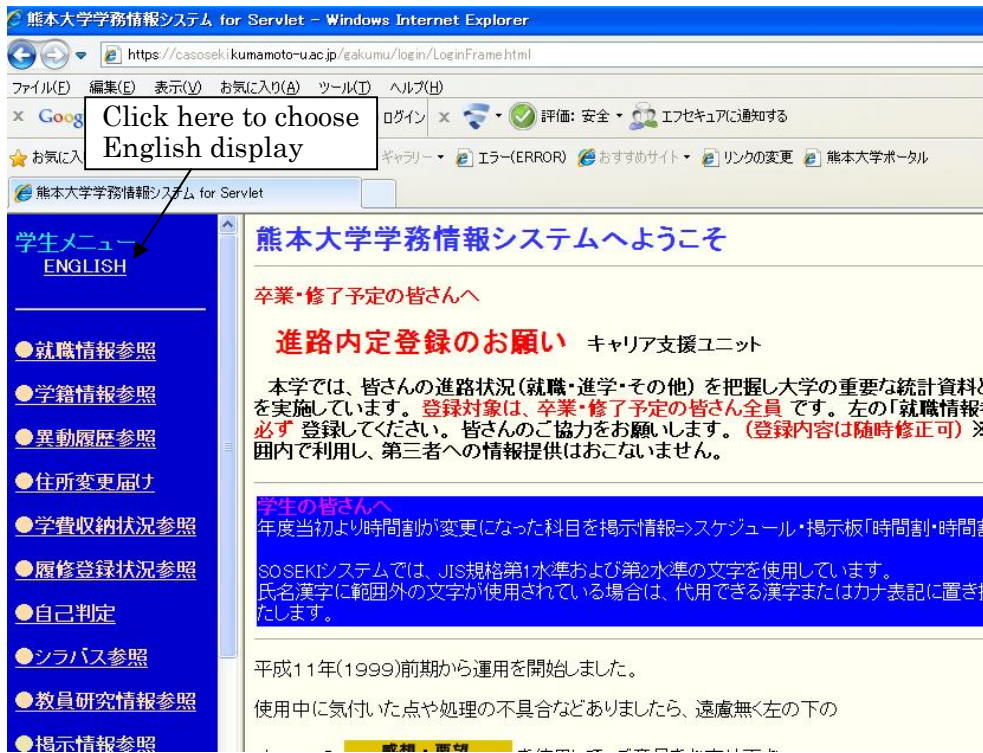 熊本大学学務情報システム for Servlet - Windows Internet Explorer
https://casoseki.kumamoto-u.ac.jp/gakumu/login/LoginFrame.html
ファイル(F) 編集(E) 表示(V) お気に入り(A) ツール(T) ヘルプ(H)
x Goog
Click here to choose
English display
ログイン x 評価: 安全 エフセキュアに通知する
お気に入
ギャラリー エラー(ERROR) おすすめサイト リンクの変更 熊本大学ポータル
熊本大学学務情報システム for Servlet
学生メニュー
ENGLISH
●就職情報参照
●学籍情報参照
●異動履歴参照
●住所変更届け
●学費収納状況参照
●履修登録状況参照
●自己判定
●シラバス参照
●教員研究情報参照
●掲示情報参照
熊本大学学務情報システムへようこそ
卒業・修了予定の皆さんへ
進路内定登録のお願い キャリア支援ユニット
本学では、皆さんの進路状況(就職・進学・その他) を把握し大学の重要な統計資料と
を実施しています。登録対象は、卒業・修了予定の皆さん全員 です。左の「就職情報
必ず 登録してください。皆さんのご協力をお願いします。(登録内容は随時修正可) ※
囲内で利用し、第三者への情報提供はおこないません。
学生の皆さんへ
年度当初より時間割が変更になった科目を掲示情報=>スケジュール・掲示板「時間割・時間割
SOSEKIシステムでは、JIS規格第1水準および第2水準の文字を使用しています。
氏名漢字に範囲外の文字が使用されている場合は、代用できる漢字またはカナ表記に置き
たします。
平成11年(1999)前期から運用を開始しました。
使用中に気付いた点や処理の不具合などありましたら、遠慮無く左の下の
感想・要望